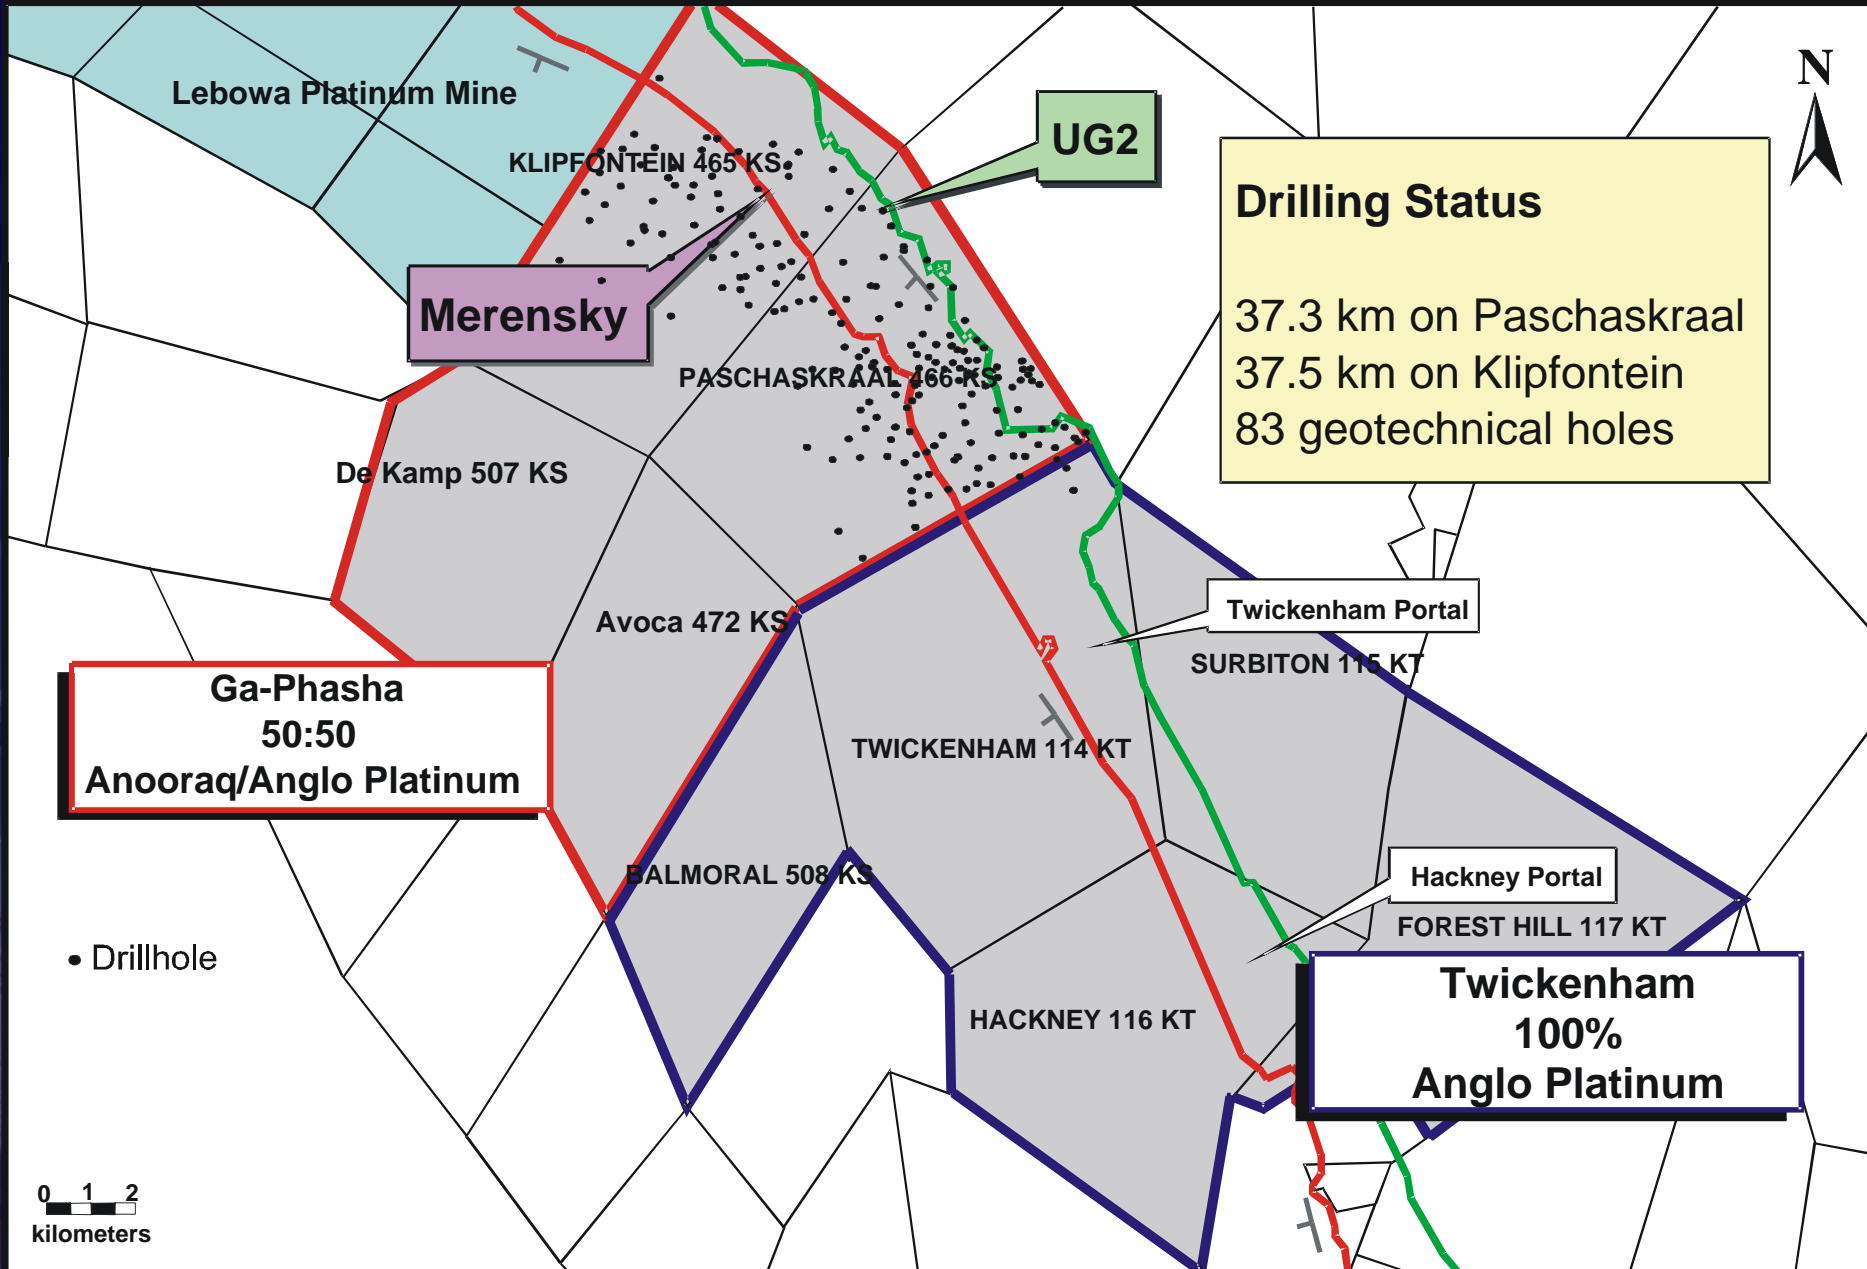 N
Lebowa Platinum Mine
UG2
KLIPFONTEIN 465 KS
Drilling Status
37.3 km on Paschaskraal
37.5 km on Klipfontein
83 geotechnical holes
Merensky
PASCHASKRAAL 466 KS
De Kamp 507 KS
Avoca 472 KS
Twickenham Portal
SURBITON 115 KT
Ga-Phasha
50:50
Anooraq/Anglo Platinum
TWICKENHAM 114 KT
BALMORAL 508 KS
Hackney Portal
FOREST HILL 117 KT
Drillhole
HACKNEY 116 KT
Twickenham
100%
Anglo Platinum
0 1 2
kilometers